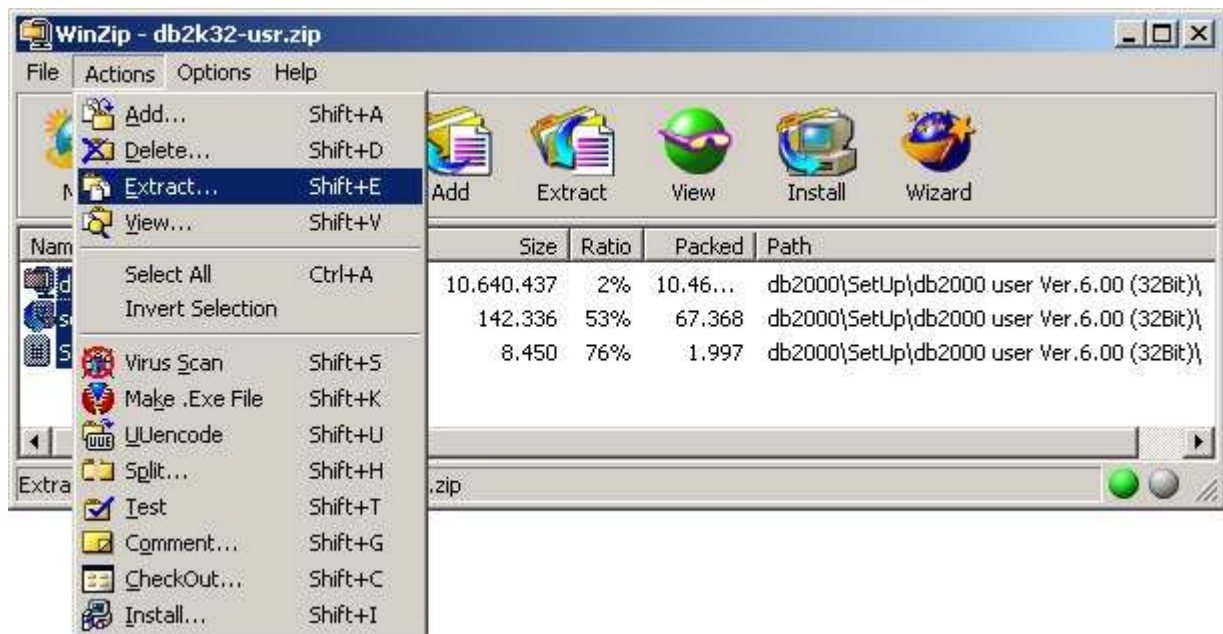 WinZip - db2k32-usr.zip
File Actions Options Help
Add... Shift+A
Delete... Shift+D
Extract... Shift+E
View... Shift+V
Select All Ctrl+A
Invert Selection
Virus Scan Shift+S
Make .Exe File Shift+K
UUencode Shift+U
Split... Shift+H
Test Shift+T
Comment... Shift+G
CheckOut... Shift+C
Install... Shift+I
Add Extract View Install Wizard
Size Ratio Packed Path
10.640.437 2% 10.46... db2000\SetUp\db2000 user Ver.6.00 (32Bit)\
142.336 53% 67.368 db2000\SetUp\db2000 user Ver.6.00 (32Bit)\
8.450 76% 1.997 db2000\SetUp\db2000 user Ver.6.00 (32Bit)\
.zip